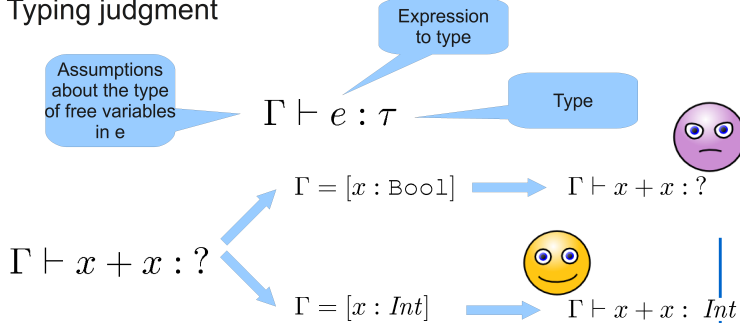 Typing judgment
Expression
to type
Assumptions
about the type
of free variables
in e
Γ ⊢ e : τ
Type
Γ = [x : Bool]
Γ ⊢ x + x : ?
Γ ⊢ x + x : ?
Γ = [x : Int]
Γ ⊢ x + x : Int